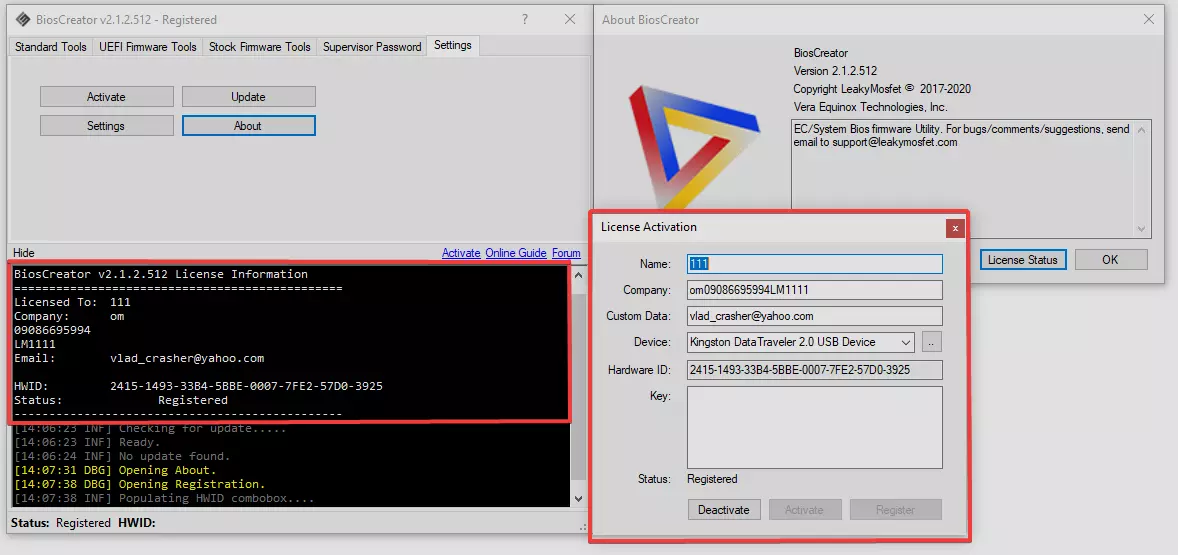 BiosCreator v2.1.2.512 - Registered
?
Standard Tools UEFI Firmware Tools Stock Firmware Tools Supervisor Password Settings
Activate Update
Settings About
Hide Activate Online Guide Forum
BiosCreator v2.1.2.512 License Information
===============================================
Licensed To: 111
Company: om
09086695994
LM1111
Email: vlad_crasher@yahoo.com
HWID: 2415-1493-33B4-5BBE-0007-7FE2-57D0-3925
Status: Registered
-----------------------------------------------
[14:06:23 INF] Checking for update.....
[14:06:23 INF] Ready.
[14:06:24 INF] No update found.
[14:07:31 DBG] Opening About.
[14:07:38 DBG] Opening Registration.
[14:07:38 INF] Populating HWID combobox....
Status: Registered HWID:
About BiosCreator
BiosCreator
Version 2.1.2.512
Copyright LeakyMosfet © 2017-2020
Vera Equinox Technologies, Inc.
EC/System Bios firmware Utility. For bugs/comments/suggestions, send
email to support@leakymosfet.com
License Status OK
License Activation
x
Name: 111
Company: om09086695994LM1111
Custom Data: vlad_crasher@yahoo.com
Device: Kingston DataTraveler 2.0 USB Device ..
Hardware ID: 2415-1493-33B4-5BBE-0007-7FE2-57D0-3925
Key:
Status: Registered
Deactivate Activate Register